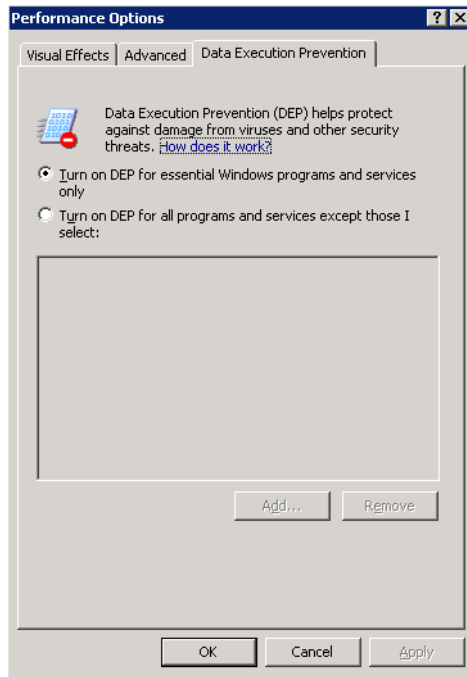 Performance Options
Visual Effects Advanced Data Execution Prevention
Data Execution Prevention (DEP) helps protect
against damage from viruses and other security
threats. How does it work?
Turn on DEP for essential Windows programs and services
only
Turn on DEP for all programs and services except those I
select:
Add... Remove
OK Cancel Apply